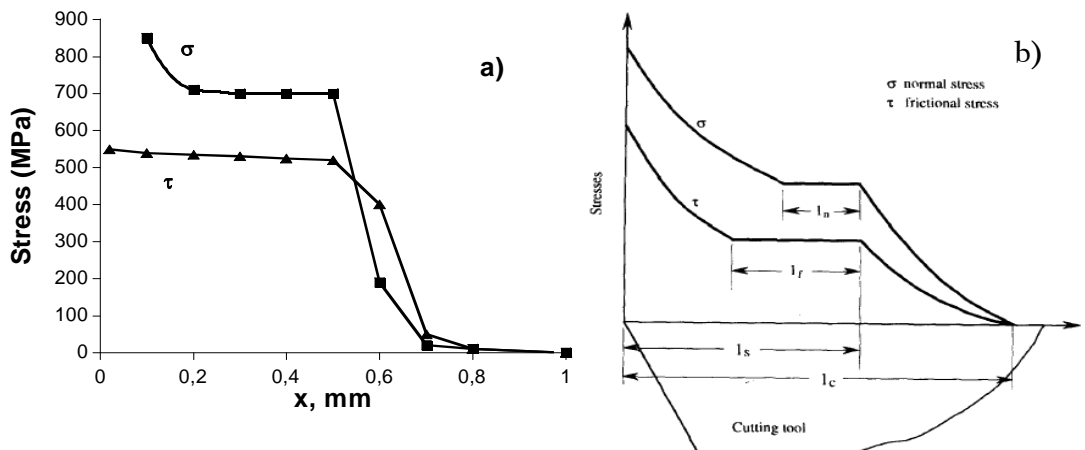 900
800
700
600
500
400
300
200
100
0
Stress (MPa)
σ
a)
τ
0 0,2 0,4 0,6 0,8 1
x, mm
b)
σ normal stress
τ frictional stress
Stresses
σ
τ
l_n
l_f
l_s
l_c
Cutting tool